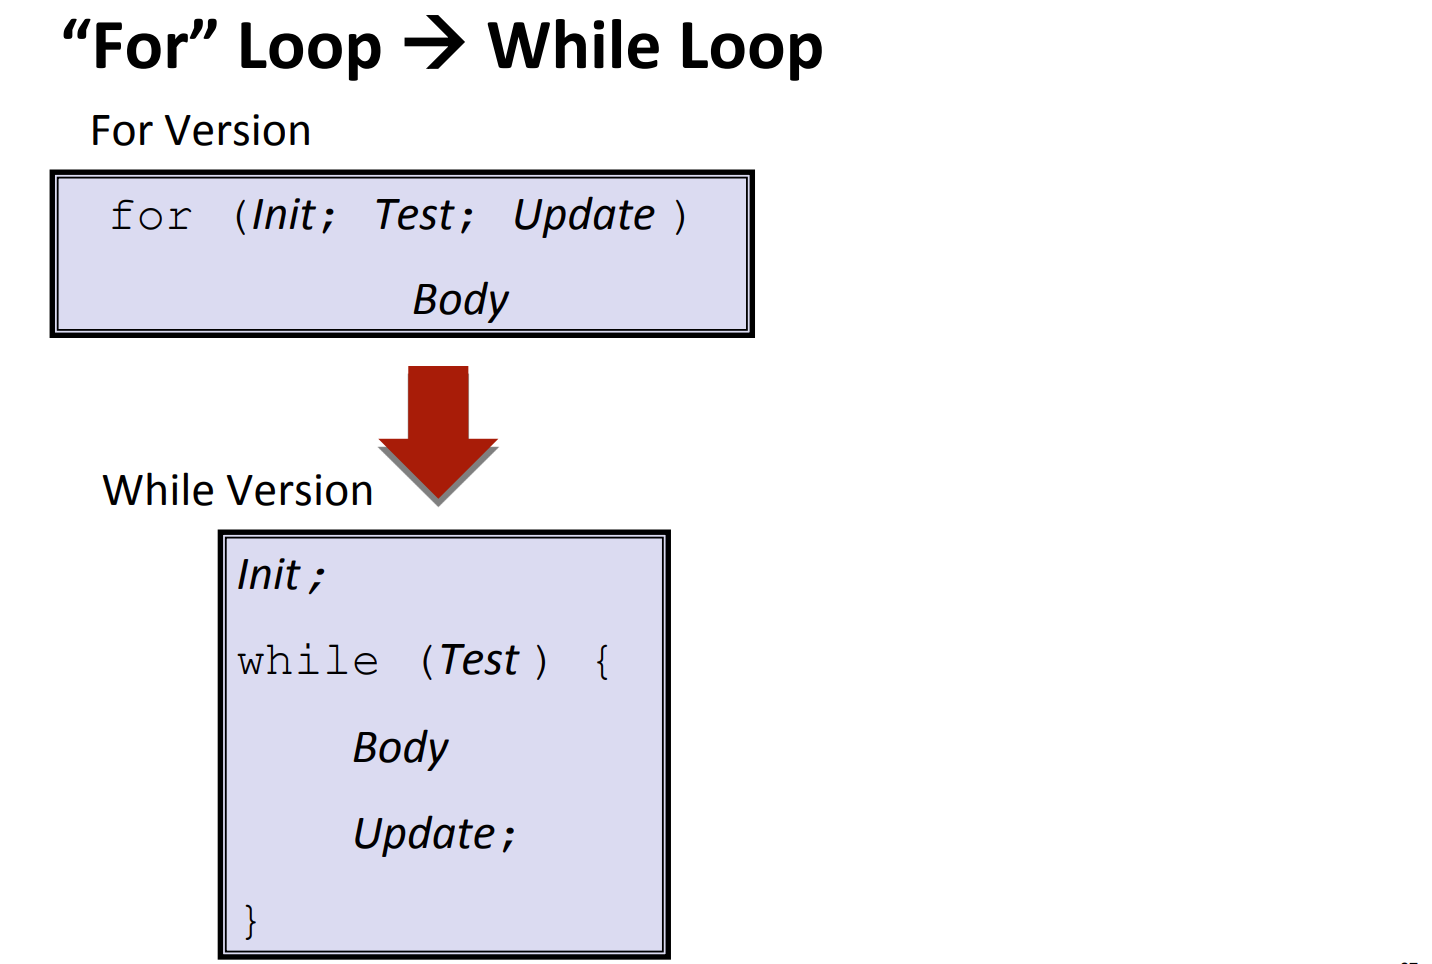 “For” Loop → While Loop
For Version
for (Init; Test; Update )
Body
While Version
Init;
while (Test ) {
Body
Update;
}